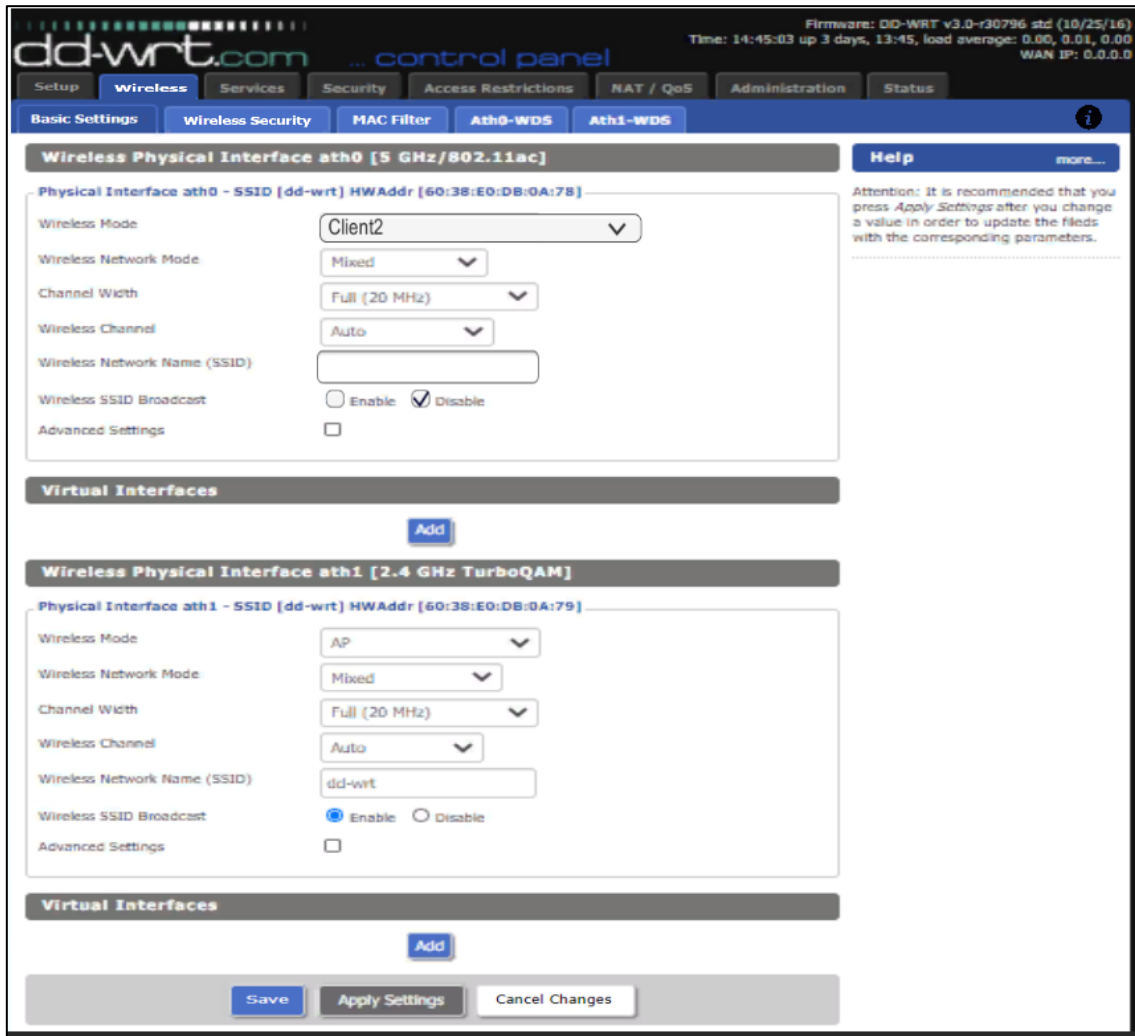 Firmware: DD-WRT v3.0-r30796 std (10/25/16)
Time: 14:45:03 up 3 days, 13:45, load average: 0.00, 0.01, 0.00
WAN IP: 0.0.0.0
dd-wrt.com ... control panel
Setup Wireless Services Security Access Restrictions NAT / QoS Administration Status
Basic Settings Wireless Security MAC Filter Ath0-WDS Ath1-WDS i
Wireless Physical Interface ath0 [5 GHz/802.11ac]
Physical Interface ath0 - SSID [dd-wrt] HWAddr [60:38:E0:DB:0A:78]
Wireless Mode Client2
Wireless Network Mode Mixed
Channel Width Full (20 MHz)
Wireless Channel Auto
Wireless Network Name (SSID)
Wireless SSID Broadcast Enable Disable
Advanced Settings
Virtual Interfaces
Add
Wireless Physical Interface ath1 [2.4 GHz TurboQAM]
Physical Interface ath1 - SSID [dd-wrt] HWAddr [60:38:E0:DB:0A:79]
Wireless Mode AP
Wireless Network Mode Mixed
Channel Width Full (20 MHz)
Wireless Channel Auto
Wireless Network Name (SSID) dd-wrt
Wireless SSID Broadcast Enable Disable
Advanced Settings
Virtual Interfaces
Add
Save Apply Settings Cancel Changes
Help more...
Attention: It is recommended that you
press Apply Settings after you change
a value in order to update the fileds
with the corresponding parameters.